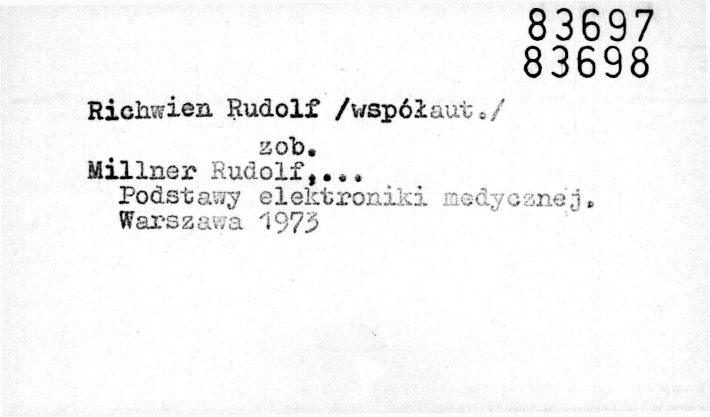 83697
83698
Richwien Rudolf /współaut./
zob.
Millner Rudolf,...
Podstawy elektroniki medycznej.
Warszawa 1973